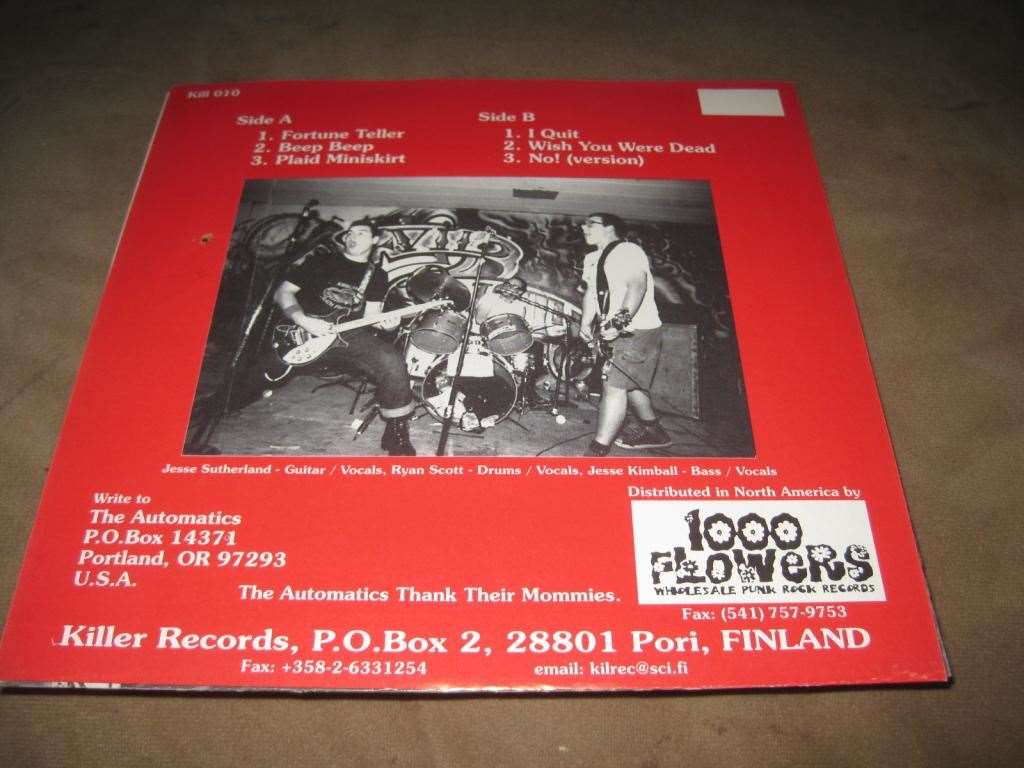 Kill 010
Side A
1. Fortune Teller
2. Beep Beep
3. Plaid Miniskirt
Side B
1. I Quit
2. Wish You Were Dead
3. No! (version)
Jesse Sutherland - Guitar / Vocals, Ryan Scott - Drums / Vocals, Jesse Kimball - Bass / Vocals
Write to
The Automatics
P.O.Box 14371
Portland, OR 97293
U.S.A.
The Automatics Thank Their Mommies.
Distributed in North America by
1000
FLOWERS
WHOLESALE PUNK ROCK RECORDS
Fax: (541) 757-9753
Killer Records, P.O.Box 2, 28801 Pori, FINLAND
Fax: +358-2-6331254
email: kilrec@sci.fi